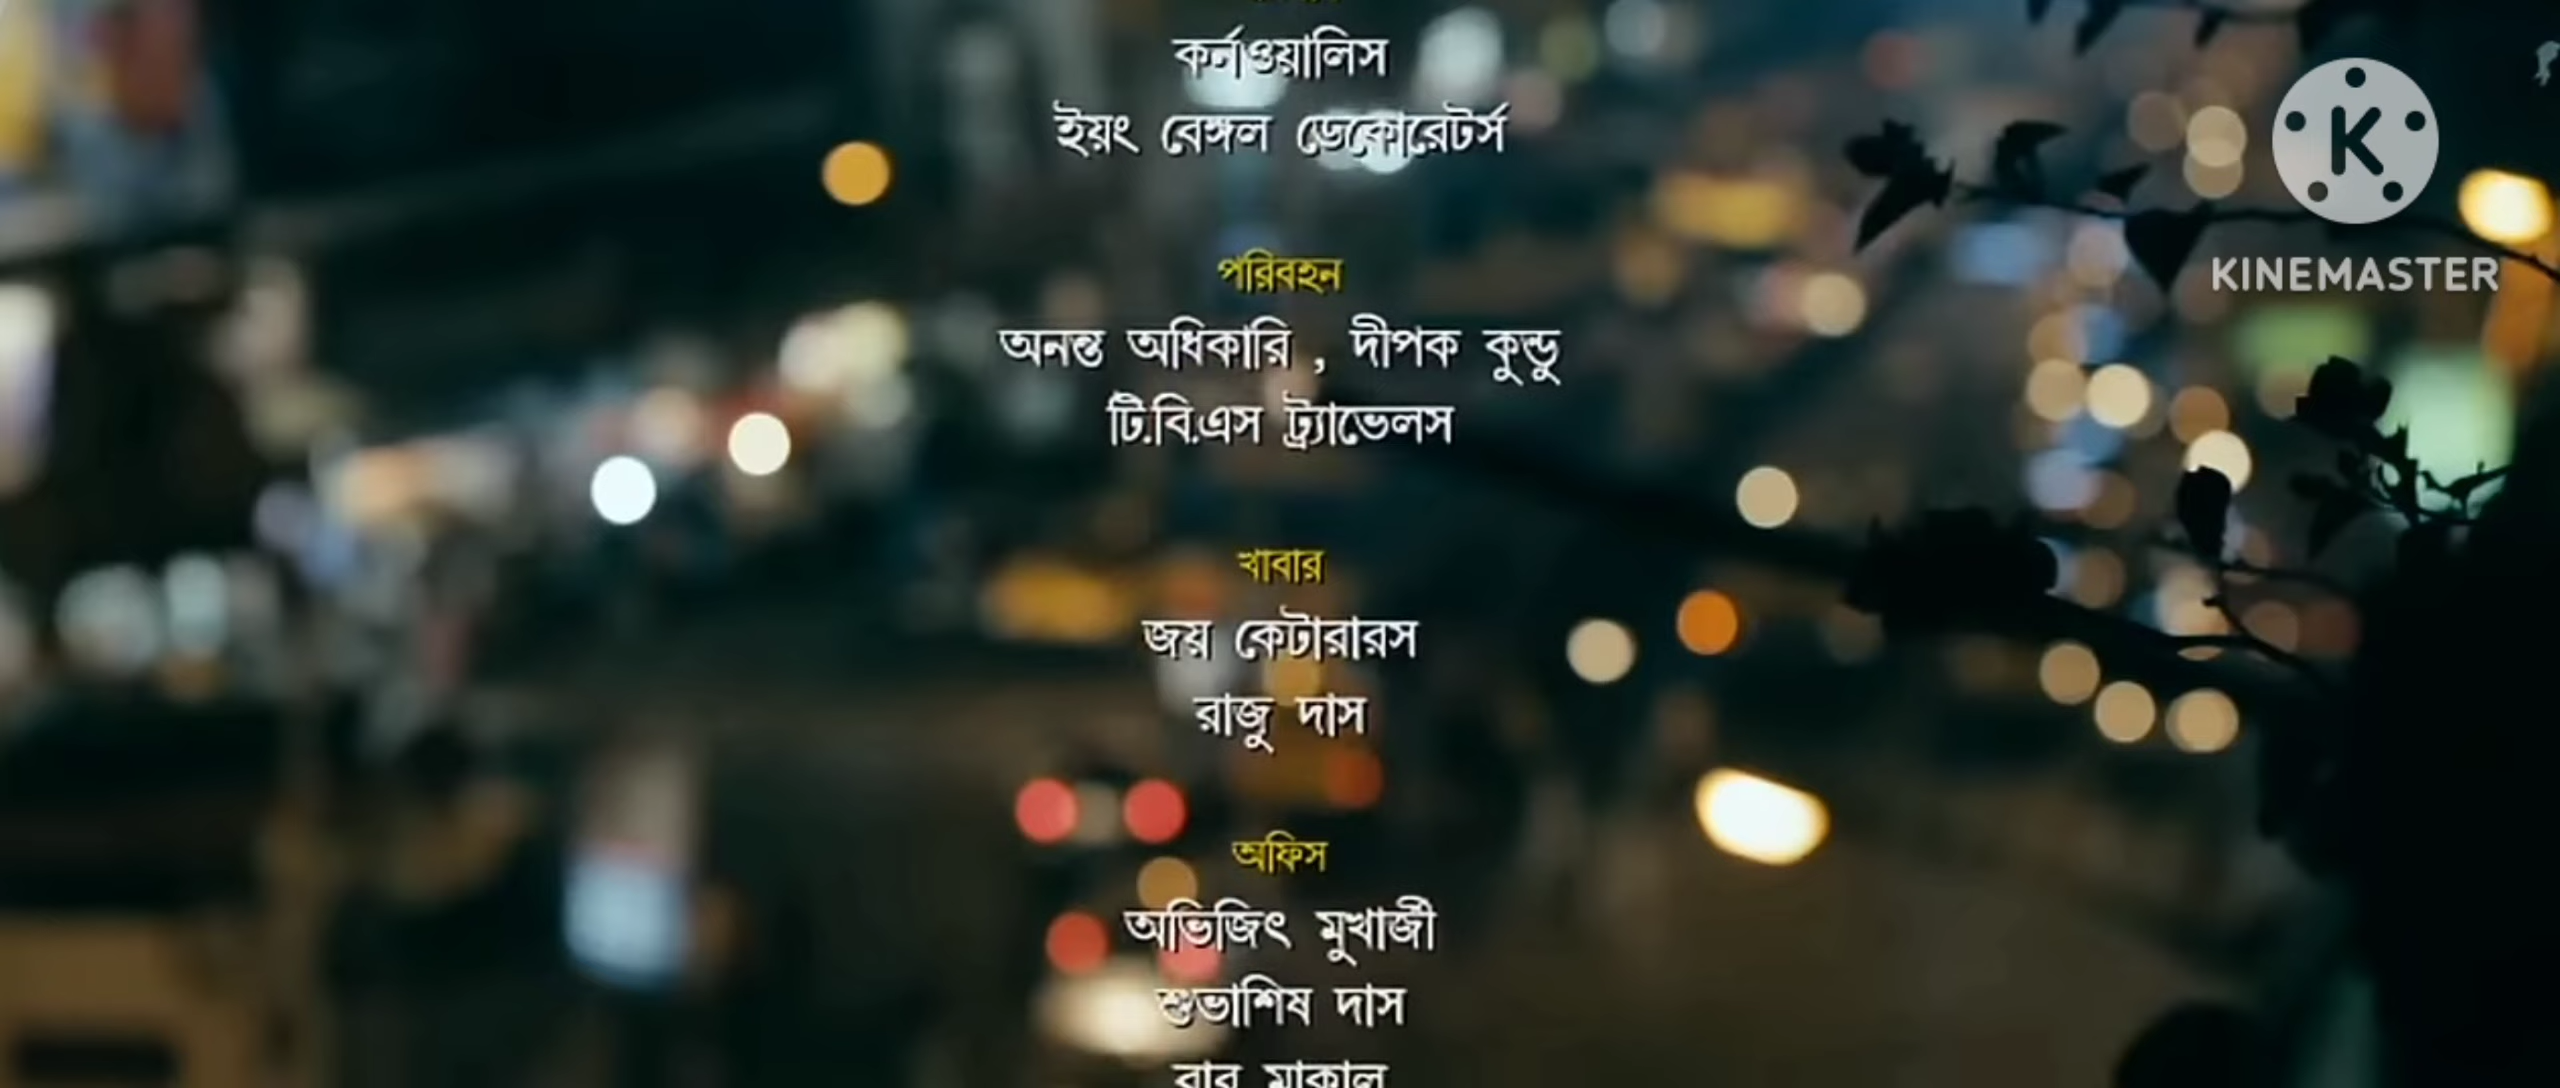 কর্নওয়ালিস
ইয়ং বেঙ্গল ডেকোরেটর্স
KINEMASTER
পরিবহন
অনন্ত অধিকারি , দীপক কুন্ডু
টি.বি.এস ট্র্যাভেলস
খাবার
জয় কেটারারস
রাজু দাস
অফিস
অভিজিৎ মুখার্জী
শুভাশিষ দাস